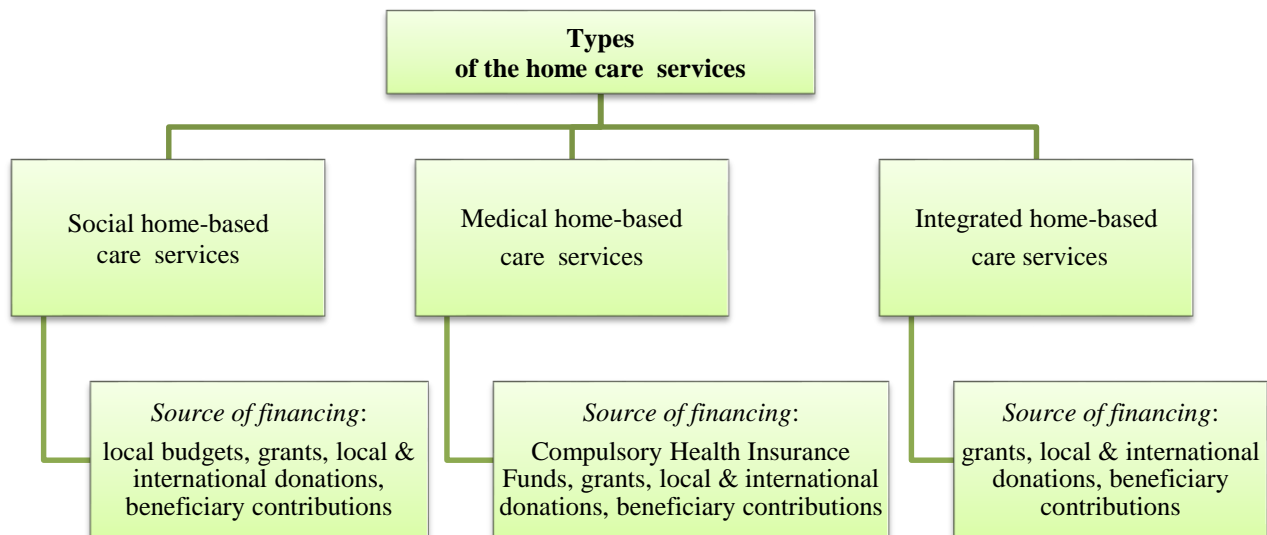 Types
of the home care services
Social home-based
care services
Medical home-based
care services
Integrated home-based
care services
Source of financing:
local budgets, grants, local &
international donations,
beneficiary contributions
Source of financing:
Compulsory Health Insurance
Funds, grants, local & international
donations, beneficiary contributions
Source of financing:
grants, local & international
donations, beneficiary
contributions